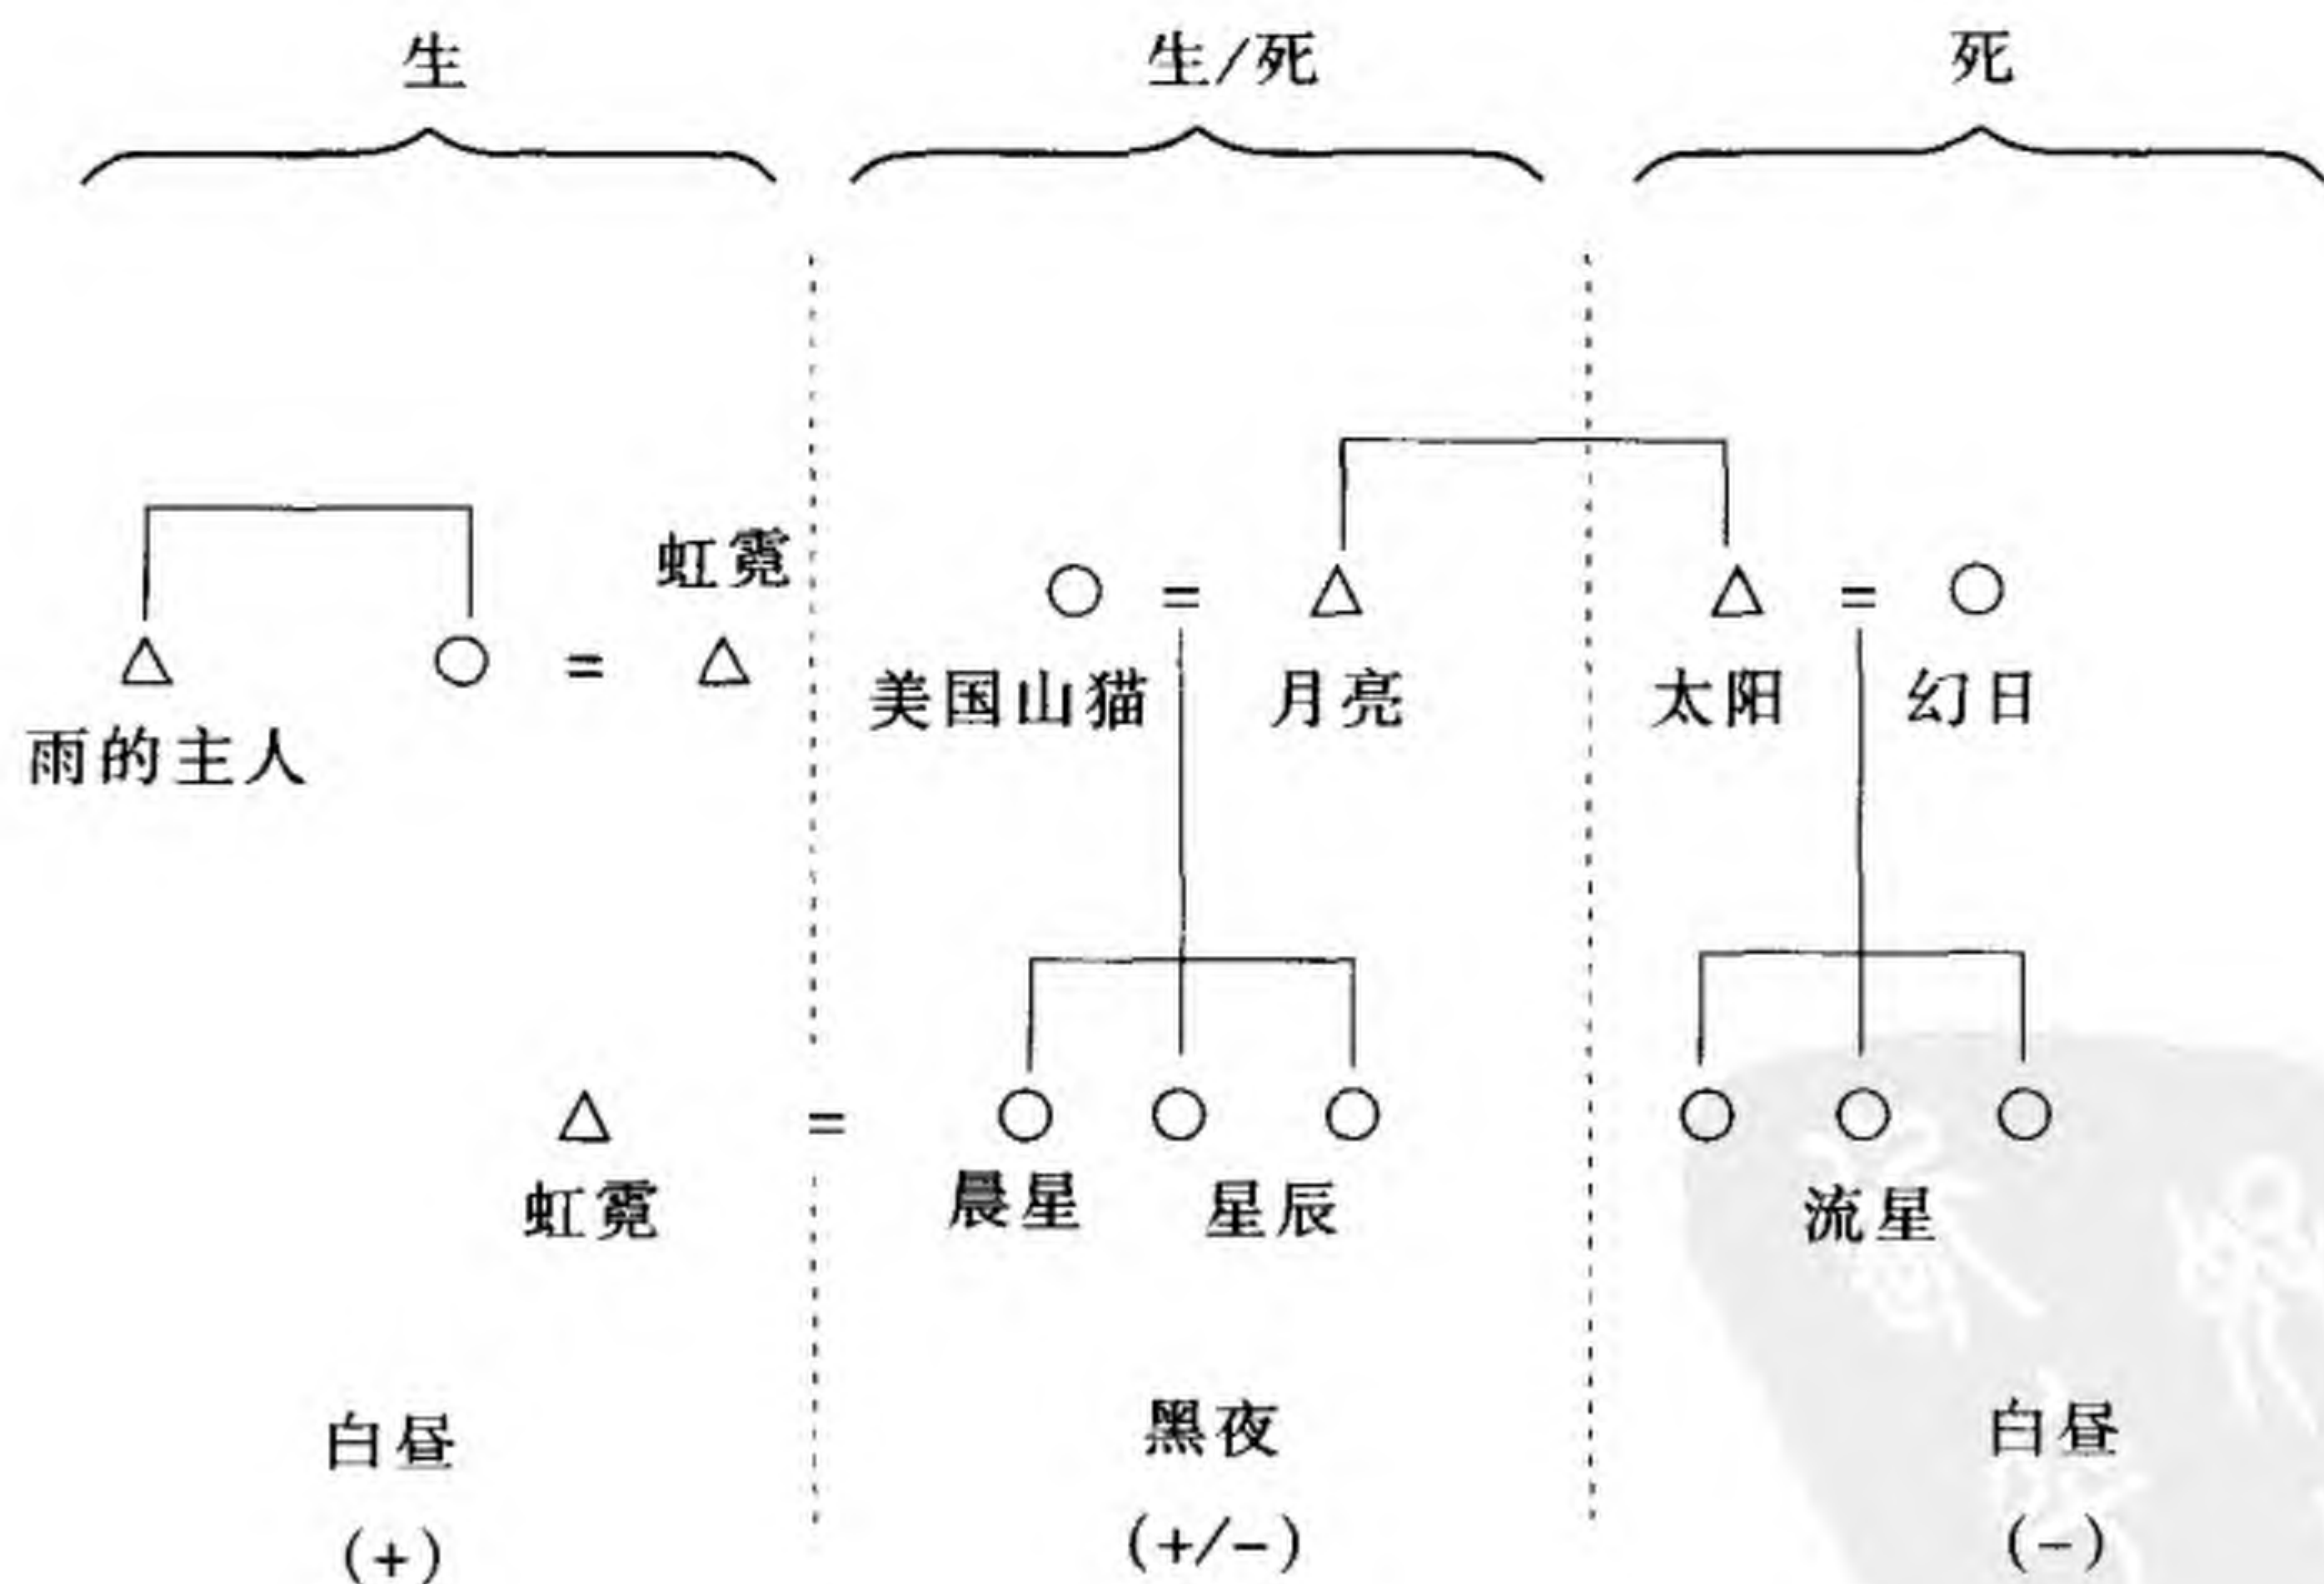 生 生/死 死
虹霓
= =
= 美国山猫 月亮 太阳 幻日
雨的主人
=
虹霓 晨星 星辰 流星
白昼 黑夜 白昼
(+) (+/-) (-)